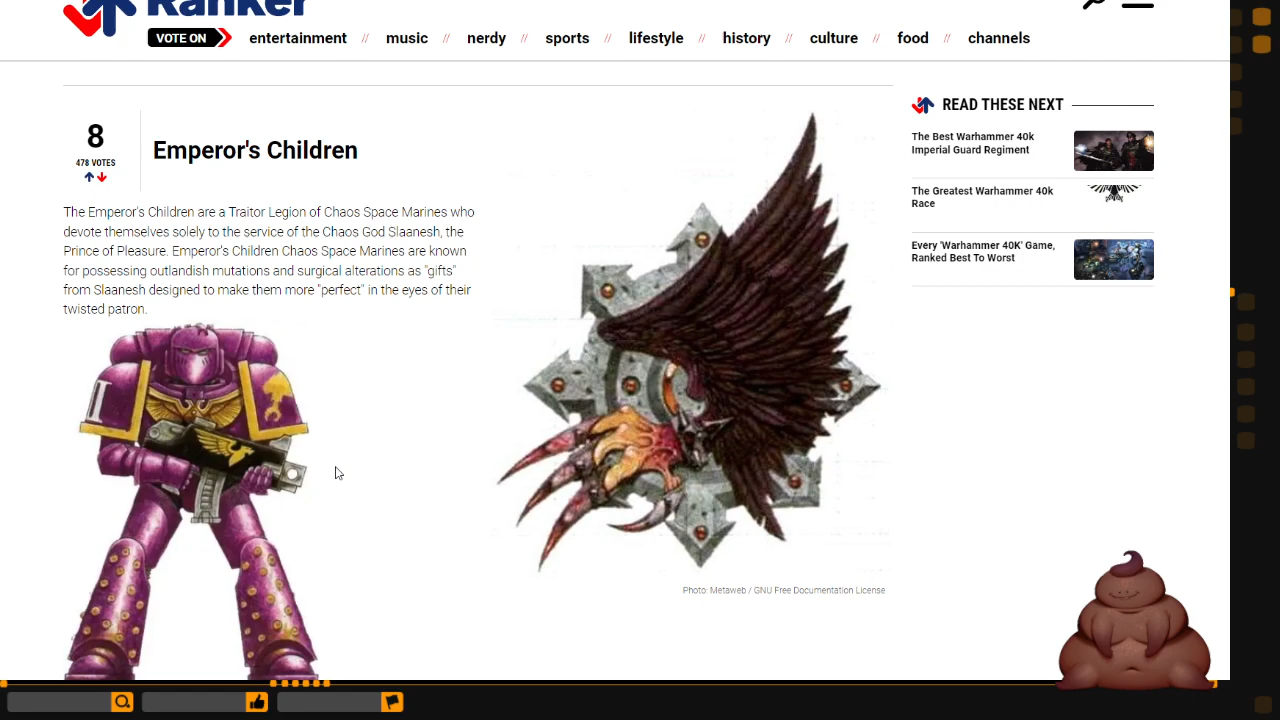 Ranker
VOTE ON entertainment // music // nerdy // sports // lifestyle // history // culture // food // channels
8
478 VOTES
Emperor's Children
The Emperor's Children are a Traitor Legion of Chaos Space Marines who
devote themselves solely to the service of the Chaos God Slaanesh, the
Prince of Pleasure. Emperor's Children Chaos Space Marines are known
for possessing outlandish mutations and surgical alterations as "gifts"
from Slaanesh designed to make them more "perfect" in the eyes of their
twisted patron.
I
Photo: Metaweb / GNU Free Documentation License
READ THESE NEXT
The Best Warhammer 40k
Imperial Guard Regiment
The Greatest Warhammer 40k
Race
Every 'Warhammer 40K' Game,
Ranked Best To Worst